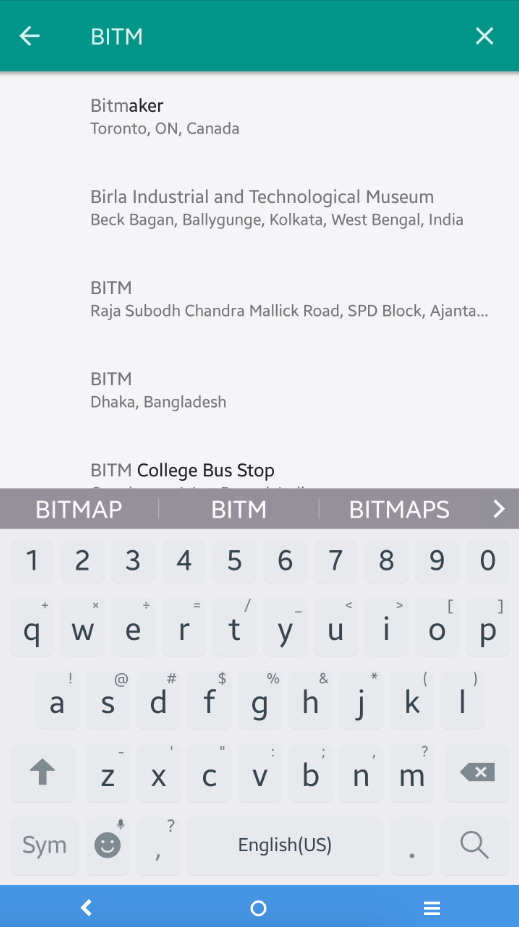 BITM
Bitmaker
Toronto, ON, Canada
Birla Industrial and Technological Museum
Beck Bagan, Ballygunge, Kolkata, West Bengal, India
BITM
Raja Subodh Chandra Mallick Road, SPD Block, Ajanta...
BITM
Dhaka, Bangladesh
BITM College Bus Stop
BITMAP BITM BITMAPS
1 2 3 4 5 6 7 8 9 0
+ × ÷ = / _ < > [ ]
q w e r t y u i o p
! @ # $ % & * ( )
a s d f g h j k l
- ' " : ; , ?
z x c v b n m
?
Sym , English(US) .